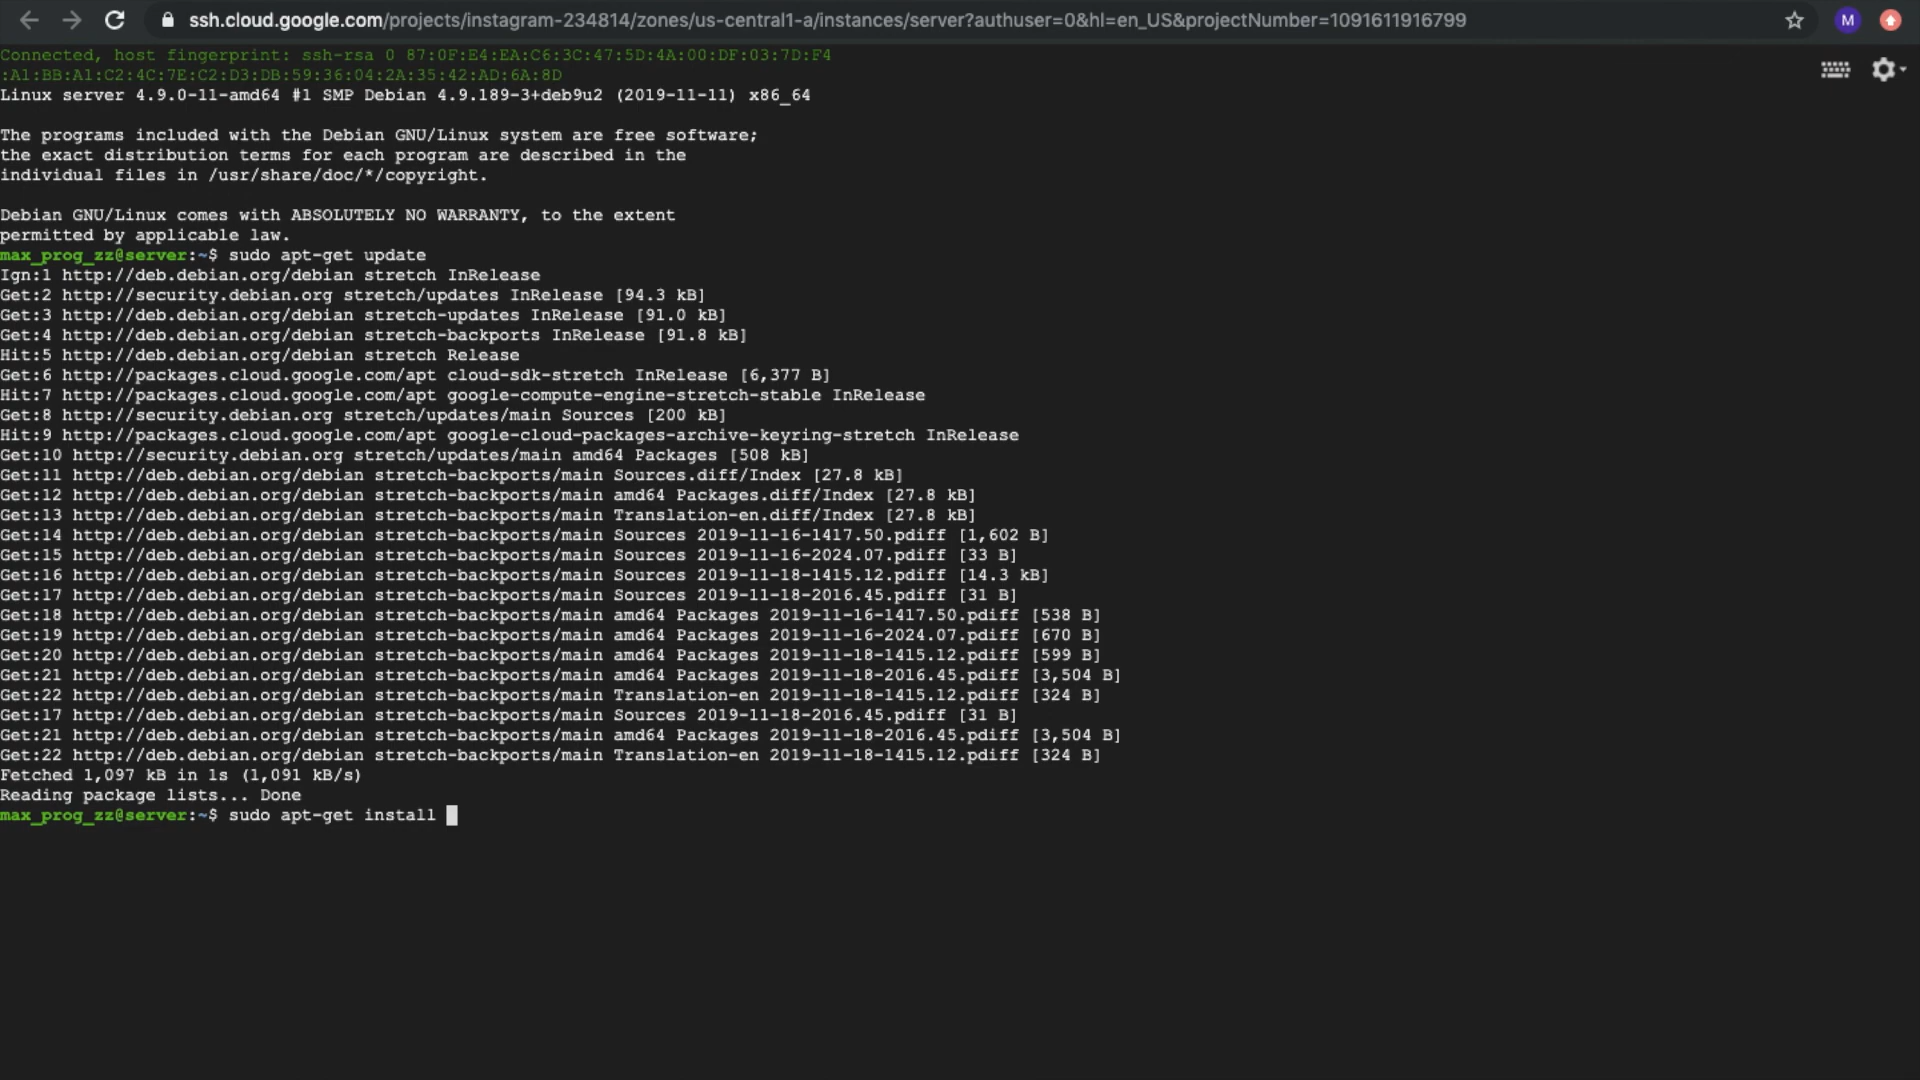 ssh.cloud.google.com/projects/instagram-234814/zones/us-central1-a/instances/server?authuser=0&hl=en_US&projectNumber=1091611916799
M
Connected, host fingerprint: ssh-rsa 0 87:0F:E4:EA:C6:3C:47:5D:4A:00:DF:03:7D:F4
:A1:BB:A1:C2:4C:7E:C2:D3:DB:59:36:04:2A:35:42:AD:6A:8D
Linux server 4.9.0-11-amd64 #1 SMP Debian 4.9.189-3+deb9u2 (2019-11-11) x86_64
The programs included with the Debian GNU/Linux system are free software;
the exact distribution terms for each program are described in the
individual files in /usr/share/doc/*/copyright.
Debian GNU/Linux comes with ABSOLUTELY NO WARRANTY, to the extent
permitted by applicable law.
max_prog_zz@server:~$ sudo apt-get update
Ign:1 http://deb.debian.org/debian stretch InRelease
Get:2 http://security.debian.org stretch/updates InRelease [94.3 kB]
Get:3 http://deb.debian.org/debian stretch-updates InRelease [91.0 kB]
Get:4 http://deb.debian.org/debian stretch-backports InRelease [91.8 kB]
Hit:5 http://deb.debian.org/debian stretch Release
Get:6 http://packages.cloud.google.com/apt cloud-sdk-stretch InRelease [6,377 B]
Hit:7 http://packages.cloud.google.com/apt google-compute-engine-stretch-stable InRelease
Get:8 http://security.debian.org stretch/updates/main Sources [200 kB]
Hit:9 http://packages.cloud.google.com/apt google-cloud-packages-archive-keyring-stretch InRelease
Get:10 http://security.debian.org stretch/updates/main amd64 Packages [508 kB]
Get:11 http://deb.debian.org/debian stretch-backports/main Sources.diff/Index [27.8 kB]
Get:12 http://deb.debian.org/debian stretch-backports/main amd64 Packages.diff/Index [27.8 kB]
Get:13 http://deb.debian.org/debian stretch-backports/main Translation-en.diff/Index [27.8 kB]
Get:14 http://deb.debian.org/debian stretch-backports/main Sources 2019-11-16-1417.50.pdiff [1,602 B]
Get:15 http://deb.debian.org/debian stretch-backports/main Sources 2019-11-16-2024.07.pdiff [33 B]
Get:16 http://deb.debian.org/debian stretch-backports/main Sources 2019-11-18-1415.12.pdiff [14.3 kB]
Get:17 http://deb.debian.org/debian stretch-backports/main Sources 2019-11-18-2016.45.pdiff [31 B]
Get:18 http://deb.debian.org/debian stretch-backports/main amd64 Packages 2019-11-16-1417.50.pdiff [538 B]
Get:19 http://deb.debian.org/debian stretch-backports/main amd64 Packages 2019-11-16-2024.07.pdiff [670 B]
Get:20 http://deb.debian.org/debian stretch-backports/main amd64 Packages 2019-11-18-1415.12.pdiff [599 B]
Get:21 http://deb.debian.org/debian stretch-backports/main amd64 Packages 2019-11-18-2016.45.pdiff [3,504 B]
Get:22 http://deb.debian.org/debian stretch-backports/main Translation-en 2019-11-18-1415.12.pdiff [324 B]
Get:17 http://deb.debian.org/debian stretch-backports/main Sources 2019-11-18-2016.45.pdiff [31 B]
Get:21 http://deb.debian.org/debian stretch-backports/main amd64 Packages 2019-11-18-2016.45.pdiff [3,504 B]
Get:22 http://deb.debian.org/debian stretch-backports/main Translation-en 2019-11-18-1415.12.pdiff [324 B]
Fetched 1,097 kB in 1s (1,091 kB/s)
Reading package lists... Done
max_prog_zz@server:~$ sudo apt-get install